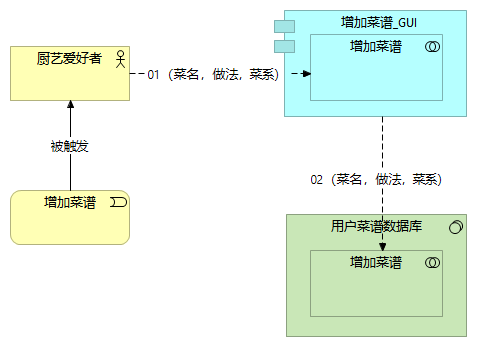 增加菜谱_GUI
增加菜谱
厨艺爱好者
01（菜名，做法，菜系）
被触发
增加菜谱
02（菜名，做法，菜系）
用户菜谱数据库
增加菜谱